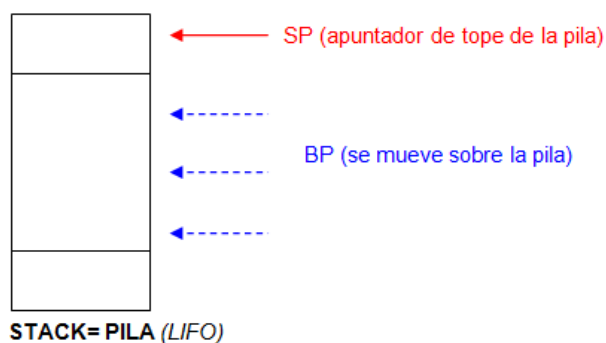 SP (apuntador de tope de la pila)
BP (se mueve sobre la pila)
STACK= PILA (LIFO)